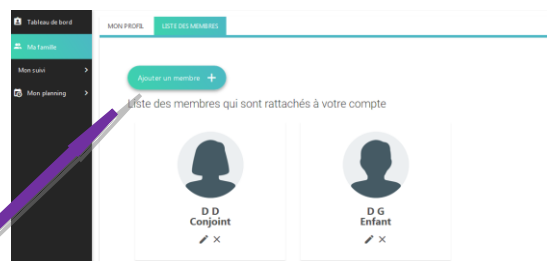 Tableau de bord
Ma famille
Mon suivi
Mon planning
MON PROFIL
LISTE DES MEMBRES
Ajouter un membre +
Liste des membres qui sont rattachés à votre compte
D D
Conjoint
D G
Enfant